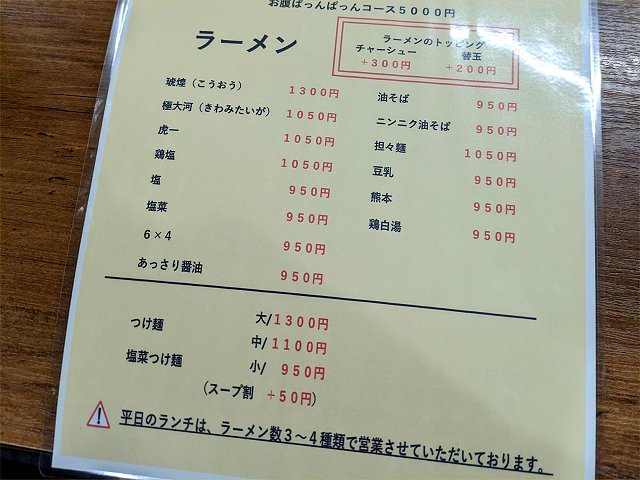 お腹ぱっんぱっんコース５０００円
ラーメン
ラーメンのトッピング
チャーシュー 替玉
＋３００円 ＋２００円
琥煌（こうおう） １３００円
極大河（きわみたいが） １０５０円
虎一 １０５０円
鶏塩 １０５０円
塩 ９５０円
塩菜 ９５０円
６×４ ９５０円
あっさり醤油 ９５０円
油そば ９５０円
ニンニク油そば ９５０円
担々麺 １０５０円
豆乳 ９５０円
熊本 ９５０円
鶏白湯 ９５０円
つけ麺 大/１３００円
中/１１００円
塩菜つけ麺 小/ ９５０円
（スープ割 ＋５０円）
平日のランチは、ラーメン数３～４種類で営業させていただいております。